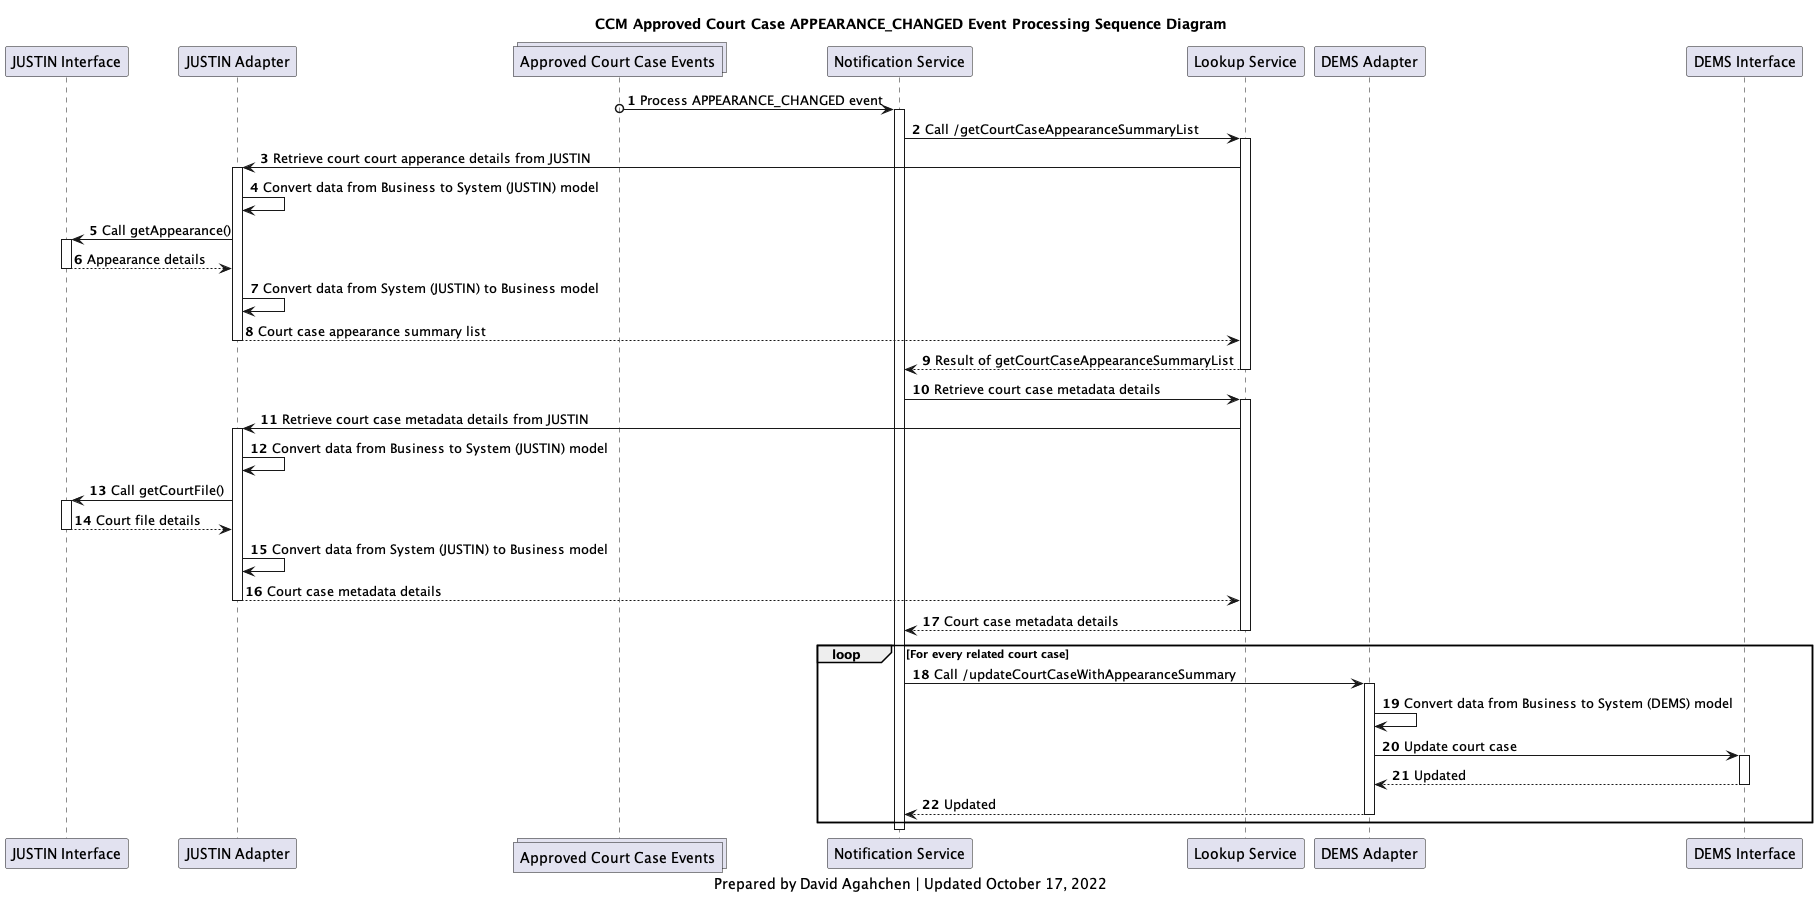 CCM Approved Court Case APPEARANCE_CHANGED Event Processing Sequence Diagram
JUSTIN Interface
JUSTIN Adapter
Approved Court Case Events
Notification Service
Lookup Service
DEMS Adapter
DEMS Interface
1 Process APPEARANCE_CHANGED event
2 Call /getCourtCaseAppearanceSummaryList
3 Retrieve court court apperance details from JUSTIN
4 Convert data from Business to System (JUSTIN) model
5 Call getAppearance()
6 Appearance details
7 Convert data from System (JUSTIN) to Business model
8 Court case appearance summary list
9 Result of getCourtCaseAppearanceSummaryList
10 Retrieve court case metadata details
11 Retrieve court case metadata details from JUSTIN
12 Convert data from Business to System (JUSTIN) model
13 Call getCourtFile()
14 Court file details
15 Convert data from System (JUSTIN) to Business model
16 Court case metadata details
17 Court case metadata details
loop [For every related court case]
18 Call /updateCourtCaseWithAppearanceSummary
19 Convert data from Business to System (DEMS) model
20 Update court case
21 Updated
22 Updated
JUSTIN Interface
JUSTIN Adapter
Approved Court Case Events
Notification Service
Lookup Service
DEMS Adapter
DEMS Interface
Prepared by David Agahchen | Updated October 17, 2022